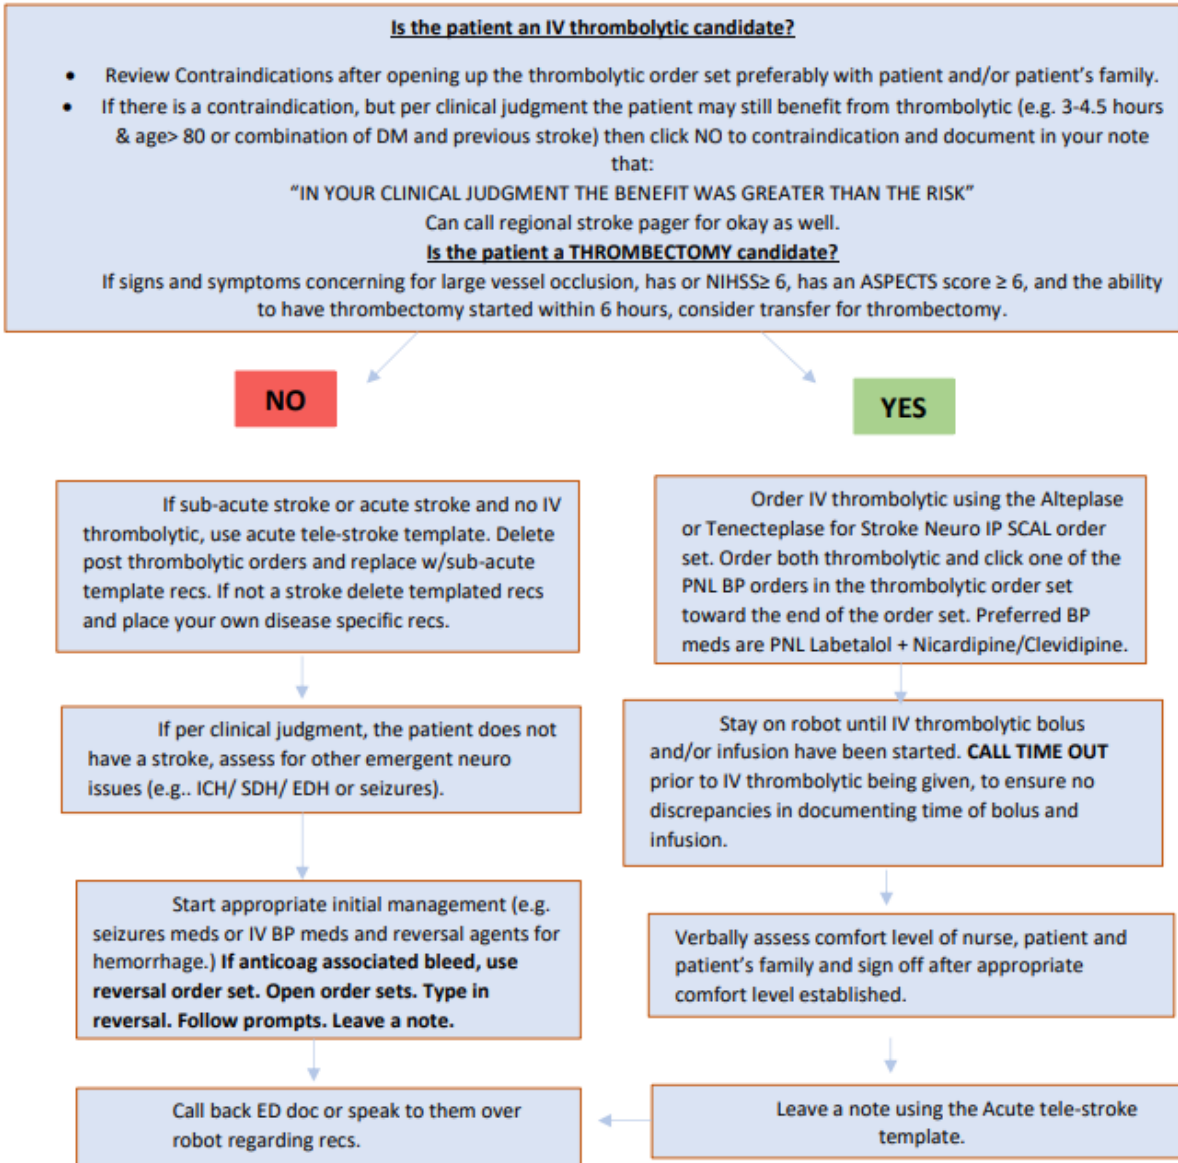 Is the patient an IV thrombolytic candidate?
• Review Contraindications after opening up the thrombolytic order set preferably with patient and/or patient's family.
• If there is a contraindication, but per clinical judgment the patient may still benefit from thrombolytic (e.g. 3-4.5 hours
& age> 80 or combination of DM and previous stroke) then click NO to contraindication and document in your note
that:
“IN YOUR CLINICAL JUDGMENT THE BENEFIT WAS GREATER THAN THE RISK”
Can call regional stroke pager for okay as well.
Is the patient a THROMBECTOMY candidate?
If signs and symptoms concerning for large vessel occlusion, has or NIHSS≥ 6, has an ASPECTS score ≥ 6, and the ability
to have thrombectomy started within 6 hours, consider transfer for thrombectomy.
NO
If sub-acute stroke or acute stroke and no IV
thrombolytic, use acute tele-stroke template. Delete
post thrombolytic orders and replace w/sub-acute
template recs. If not a stroke delete templated recs
and place your own disease specific recs.
If per clinical judgment, the patient does not
have a stroke, assess for other emergent neuro
issues (e.g.. ICH/ SDH/ EDH or seizures).
Start appropriate initial management (e.g.
seizures meds or IV BP meds and reversal agents for
hemorrhage.) If anticoag associated bleed, use
reversal order set. Open order sets. Type in
reversal. Follow prompts. Leave a note.
Call back ED doc or speak to them over
robot regarding recs.
YES
Order IV thrombolytic using the Alteplase
or Tenecteplase for Stroke Neuro IP SCAL order
set. Order both thrombolytic and click one of the
PNL BP orders in the thrombolytic order set
toward the end of the order set. Preferred BP
meds are PNL Labetalol + Nicardipine/Clevidipine.
Stay on robot until IV thrombolytic bolus
and/or infusion have been started. CALL TIME OUT
prior to IV thrombolytic being given, to ensure no
discrepancies in documenting time of bolus and
infusion.
Verbally assess comfort level of nurse, patient and
patient's family and sign off after appropriate
comfort level established.
Leave a note using the Acute tele-stroke
template.